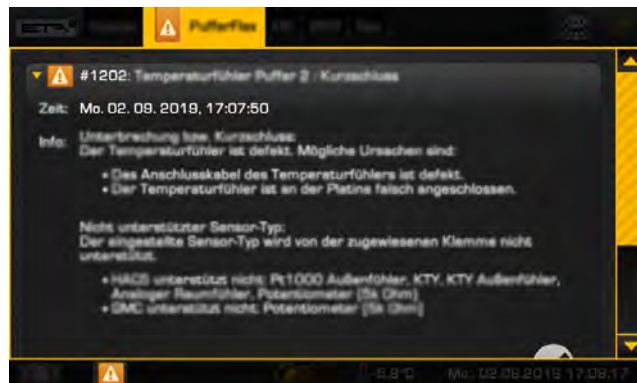 ETA
PufferFlex
#1202: Temperaturfühler Puffer 2 : Kurzschluss
Zeit: Mo. 02. 09. 2019, 17:07:50
Info: Unterbrechung bzw. Kurzschluss:
Der Temperaturfühler ist defekt. Mögliche Ursachen sind:
• Das Anschlusskabel des Temperaturfühlers ist defekt.
• Der Temperaturfühler ist an der Platine falsch angeschlossen.
Nicht unterstützter Sensor-Typ:
Der eingestellte Sensor-Typ wird von der zugewiesenen Klemme nicht
unterstützt.
• unterstützt nicht: Pt1000 Außenfühler, KTY, KTY Außenfühler,
Analoger Raumfühler, Potentiometer (5k Ohm)
• GMC unterstützt nicht: Potentiometer (5k Ohm)
-5.8°C Mo. 02.09.2019 17:08:17